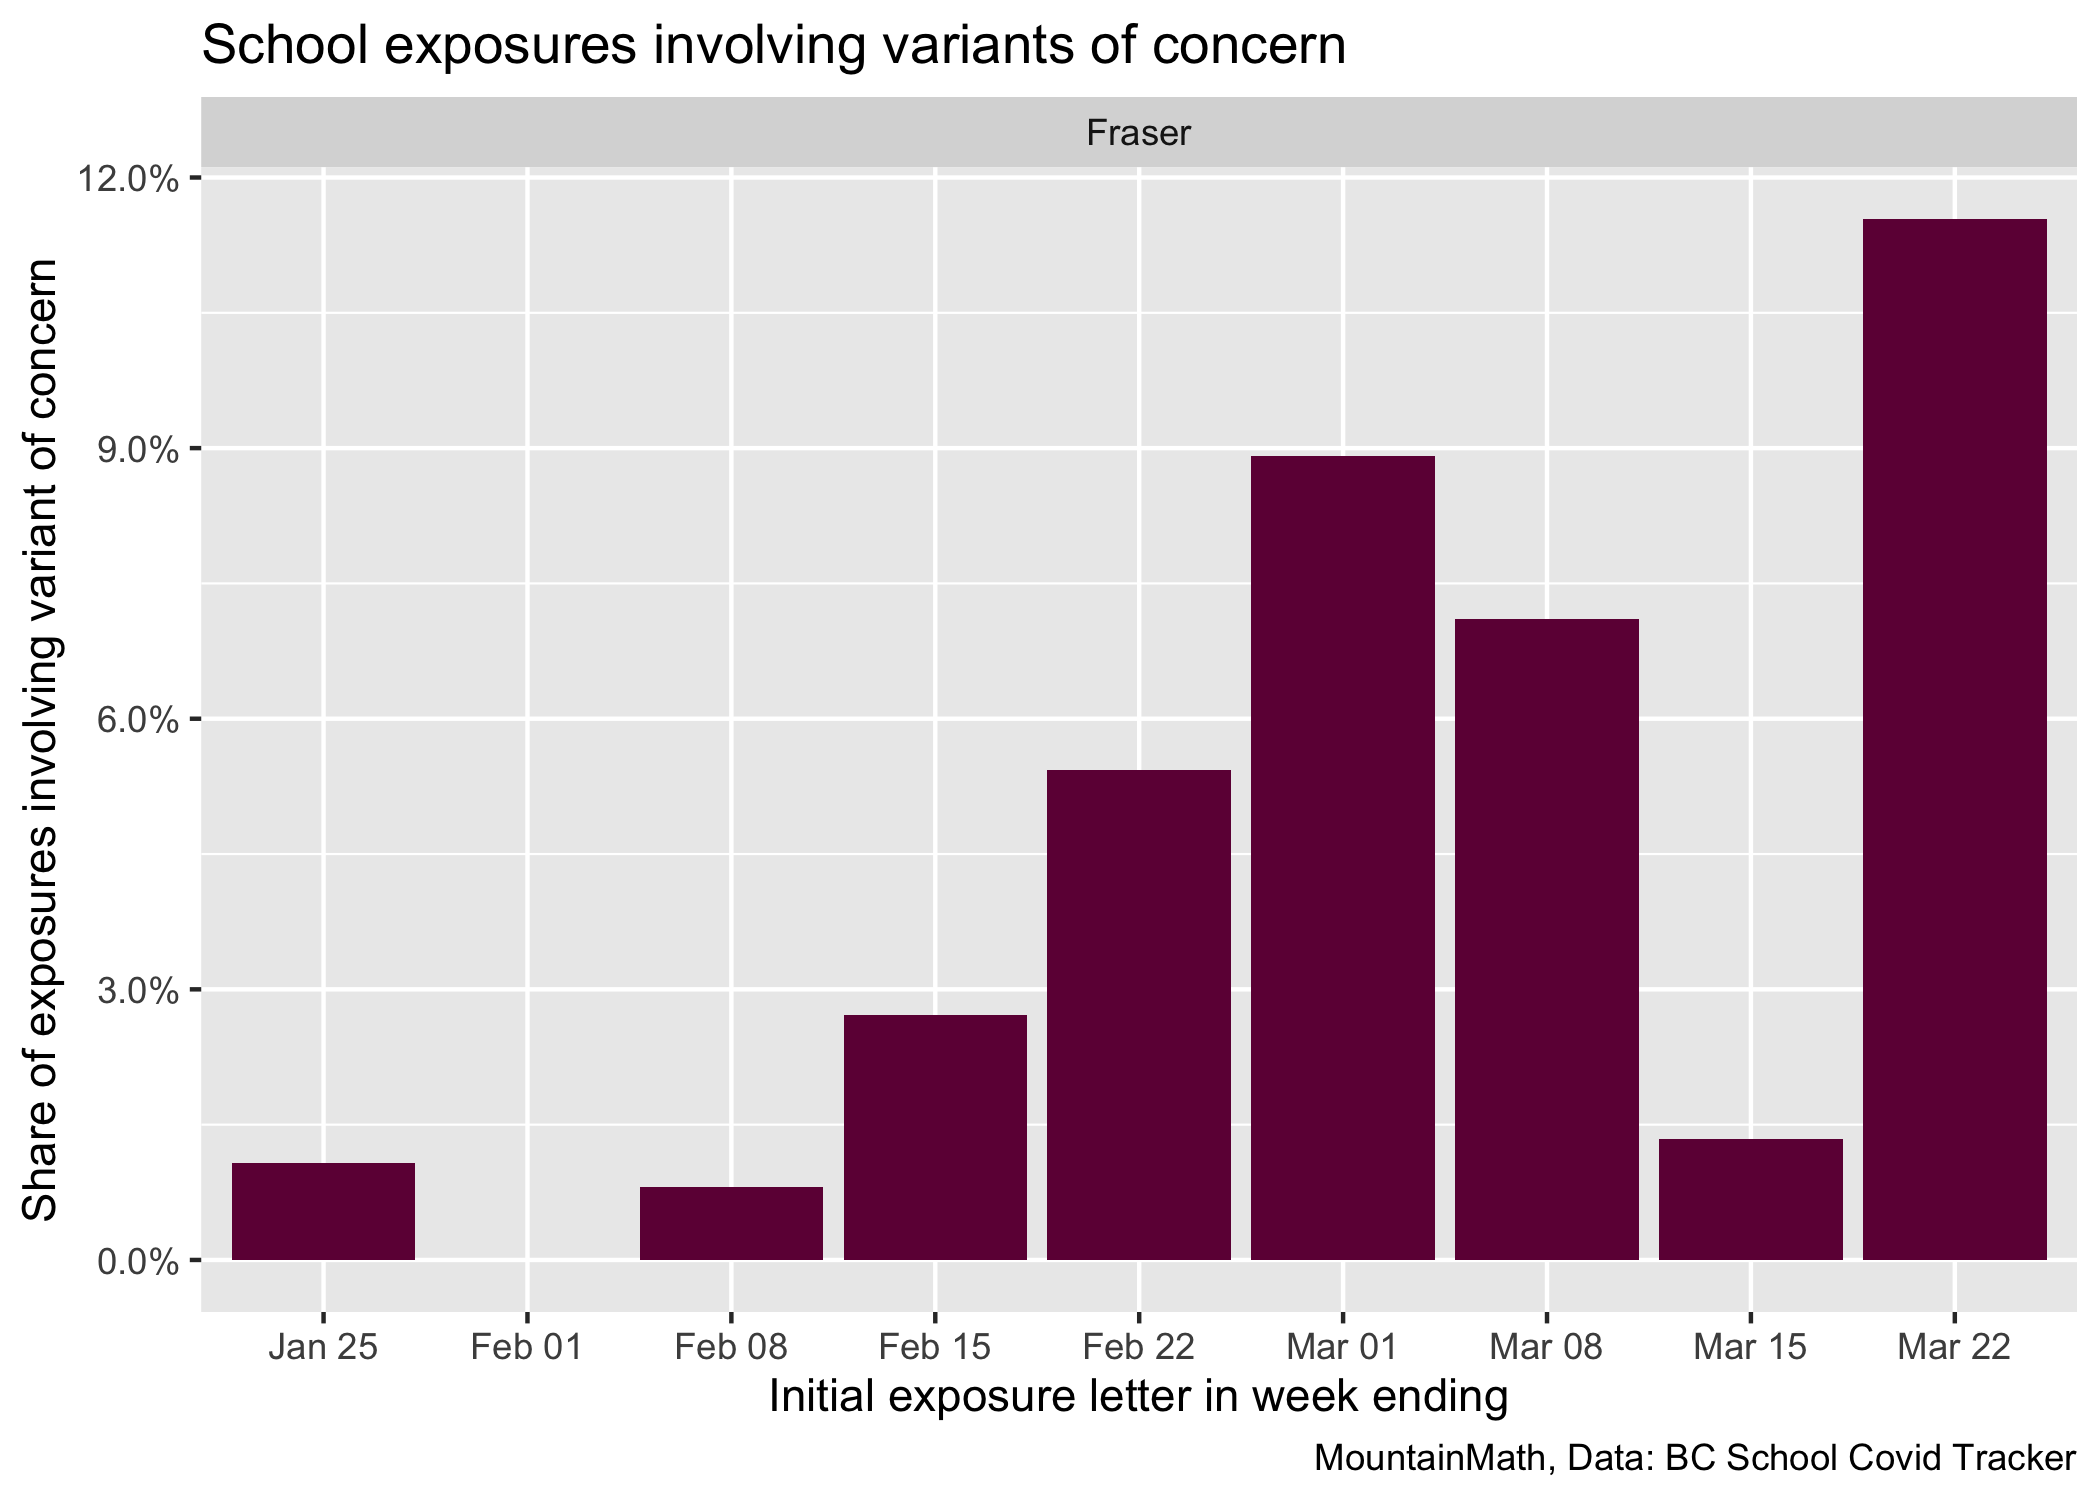 School exposures involving variants of concern
Fraser
Share of exposures involving variant of concern
12.0%
9.0%
6.0%
3.0%
0.0%
Jan 25 Feb 01 Feb 08 Feb 15 Feb 22 Mar 01 Mar 08 Mar 15 Mar 22
Initial exposure letter in week ending
MountainMath, Data: BC School Covid Tracker